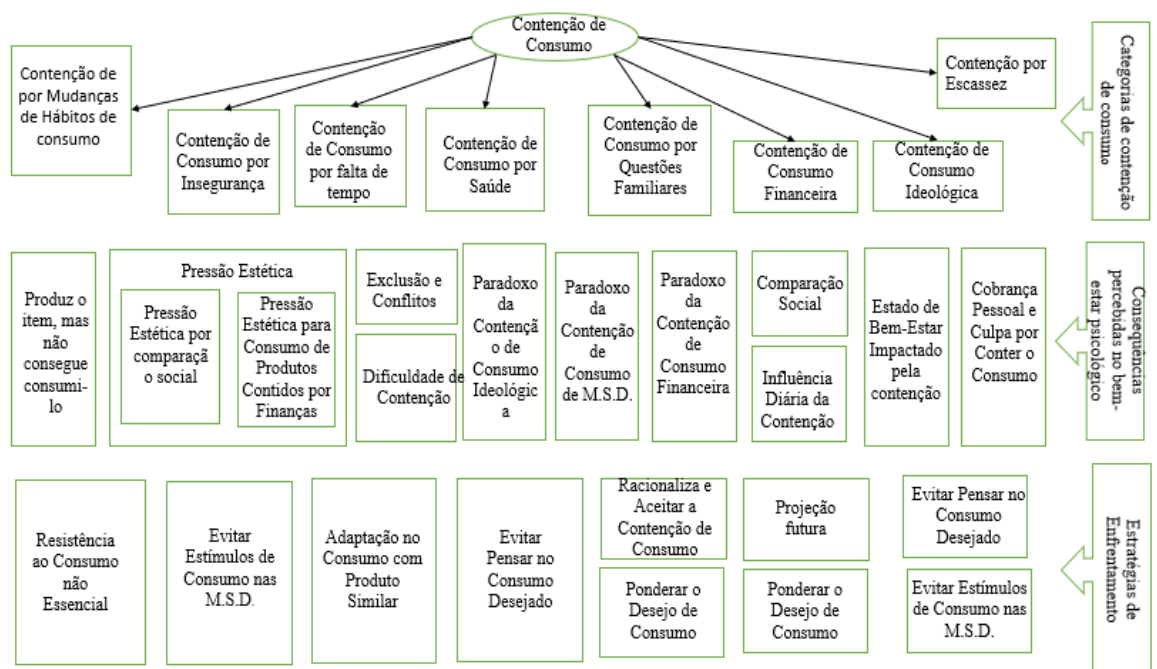 Contenção de
Consumo
Contenção de
por Mudanças
de Hábitos de
consumo
Contenção de
Consumo por
Insegurança
Contenção
de Consumo
por falta de
tempo
Contenção de
Consumo por
Saúde
Contenção de
Consumo por
Questões
Familiares
Contenção de
Consumo
Financeira
Contenção de
Consumo
Ideológica
Contenção por
Escassez
Categorias de contenção
de consumo
Produz o
item, mas
não
consegue
consumi-
lo
Pressão Estética
Pressão
Estética por
comparaçã
o social
Pressão
Estética para
Consumo de
Produtos
Contidos por
Finanças
Exclusão e
Conflitos
Dificuldade de
Contenção
Paradoxo
da
Contençã
o de
Consumo
Ideológic
a
Paradoxo
da
Contenção
de
Consumo
de M.S.D.
Paradoxo
da
Contenção
de
Consumo
Financeira
Comparação
Social
Influência
Diária da
Contenção
Estado de
Bem-Estar
Impactado
pela
contenção
Cobrança
Pessoal e
Culpa por
Conter o
Consumo
Consequências
percebidas no bem-
estar psicológico
Resistência
ao Consumo
não
Essencial
Evitar
Estímulos de
Consumo nas
M.S.D.
Adaptação no
Consumo com
Produto
Similar
Evitar
Pensar no
Consumo
Desejado
Racionaliza e
Aceitar a
Contenção de
Consumo
Ponderar o
Desejo de
Consumo
Projeção
futura
Ponderar o
Desejo de
Consumo
Evitar Pensar no
Consumo
Desejado
Evitar Estímulos
de Consumo nas
M.S.D.
Estratégias de
Enfrentamento